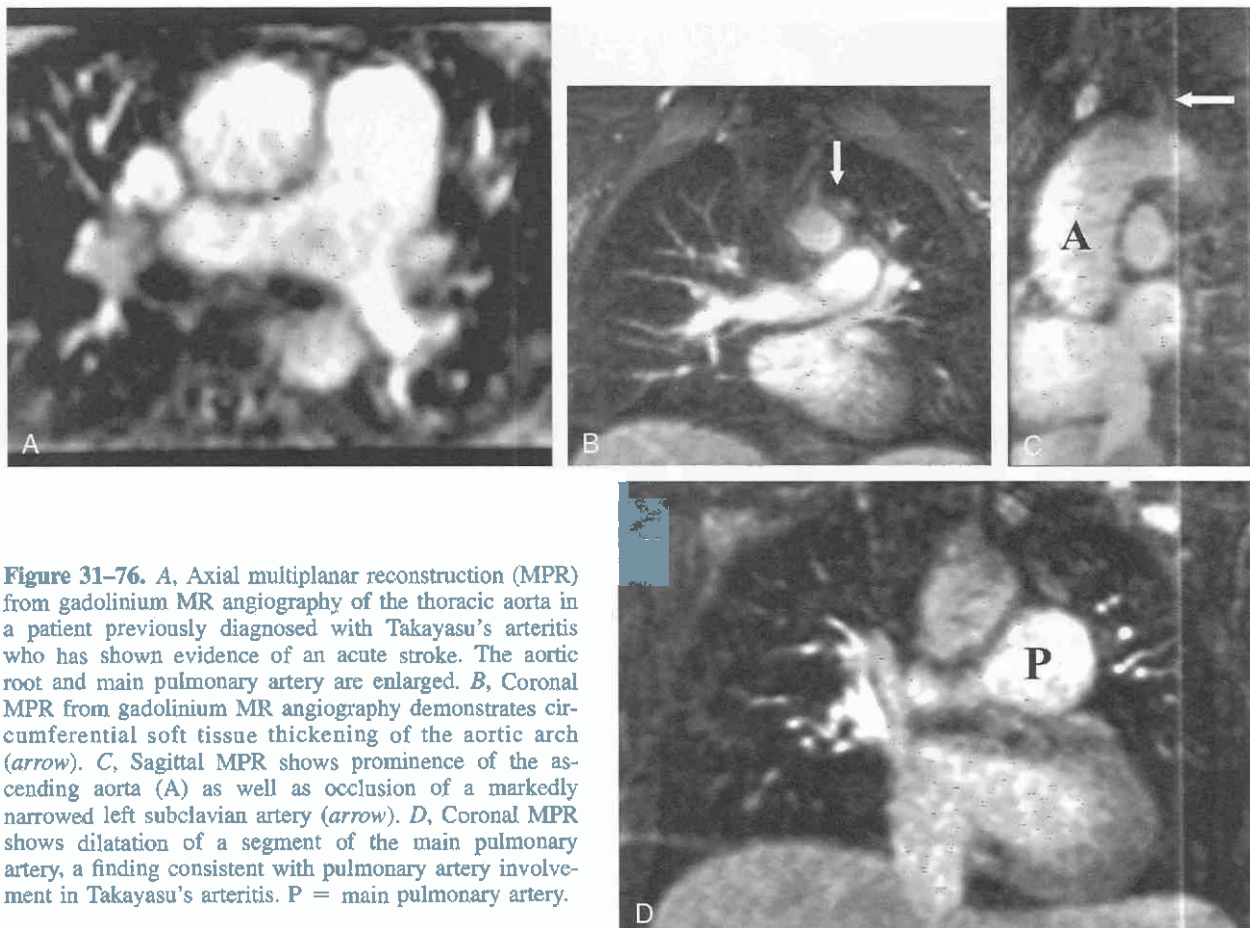 A
B
C
A
D
P
Figure 31–76. A, Axial multiplanar reconstruction (MPR)
from gadolinium MR angiography of the thoracic aorta in
a patient previously diagnosed with Takayasu's arteritis
who has shown evidence of an acute stroke. The aortic
root and main pulmonary artery are enlarged. B, Coronal
MPR from gadolinium MR angiography demonstrates cir-
cumferential soft tissue thickening of the aortic arch
(arrow). C, Sagittal MPR shows prominence of the as-
cending aorta (A) as well as occlusion of a markedly
narrowed left subclavian artery (arrow). D, Coronal MPR
shows dilatation of a segment of the main pulmonary
artery, a finding consistent with pulmonary artery involve-
ment in Takayasu's arteritis. P = main pulmonary artery.